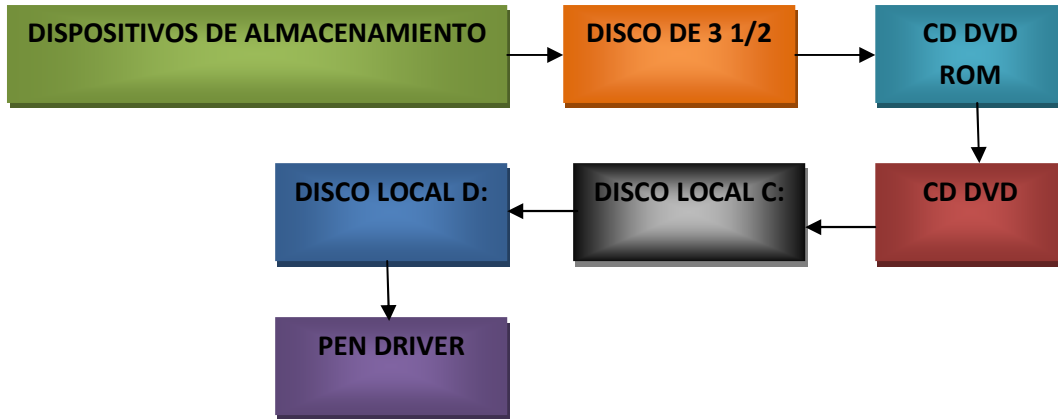 DISPOSITIVOS DE ALMACENAMIENTO
DISCO DE 3 1/2
CD DVD
ROM
CD DVD
DISCO LOCAL C:
DISCO LOCAL D:
PEN DRIVER